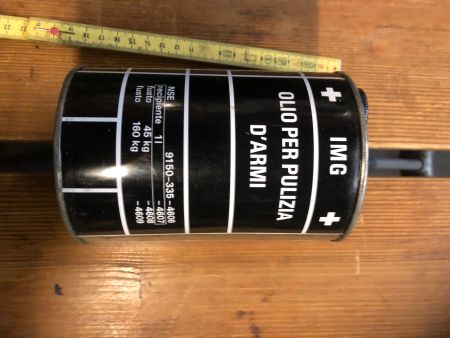 IMG
OLIO PER PULIZIA
D'ARMI
NSE 9150-335-4606
recipiente 1 l -4607
fusto 45 kg -4608
fusto 160 kg -4609